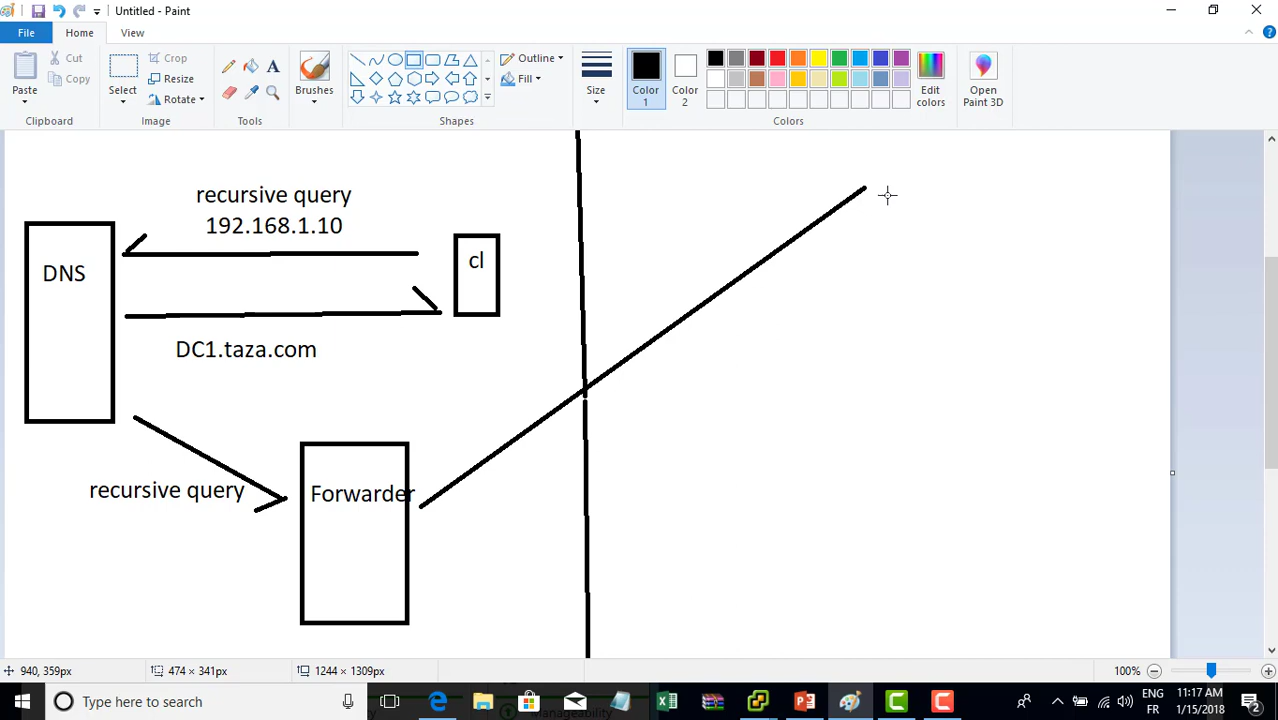 Untitled - Paint
File
Home
View
Paste
Cut
Copy
Clipboard
Select
Crop
Resize
Rotate
Image
A
Tools
Brushes
Shapes
Outline
Fill
Size
Color
1
Color
2
Edit
colors
Colors
Open
Paint 3D
recursive query
192.168.1.10
DNS
cl
DC1.taza.com
recursive query
Forwarder
940, 359px
474 × 341px
1244 × 1309px
100%
Type here to search
Manageability
ENG
FR
11:17 AM
1/15/2018
2